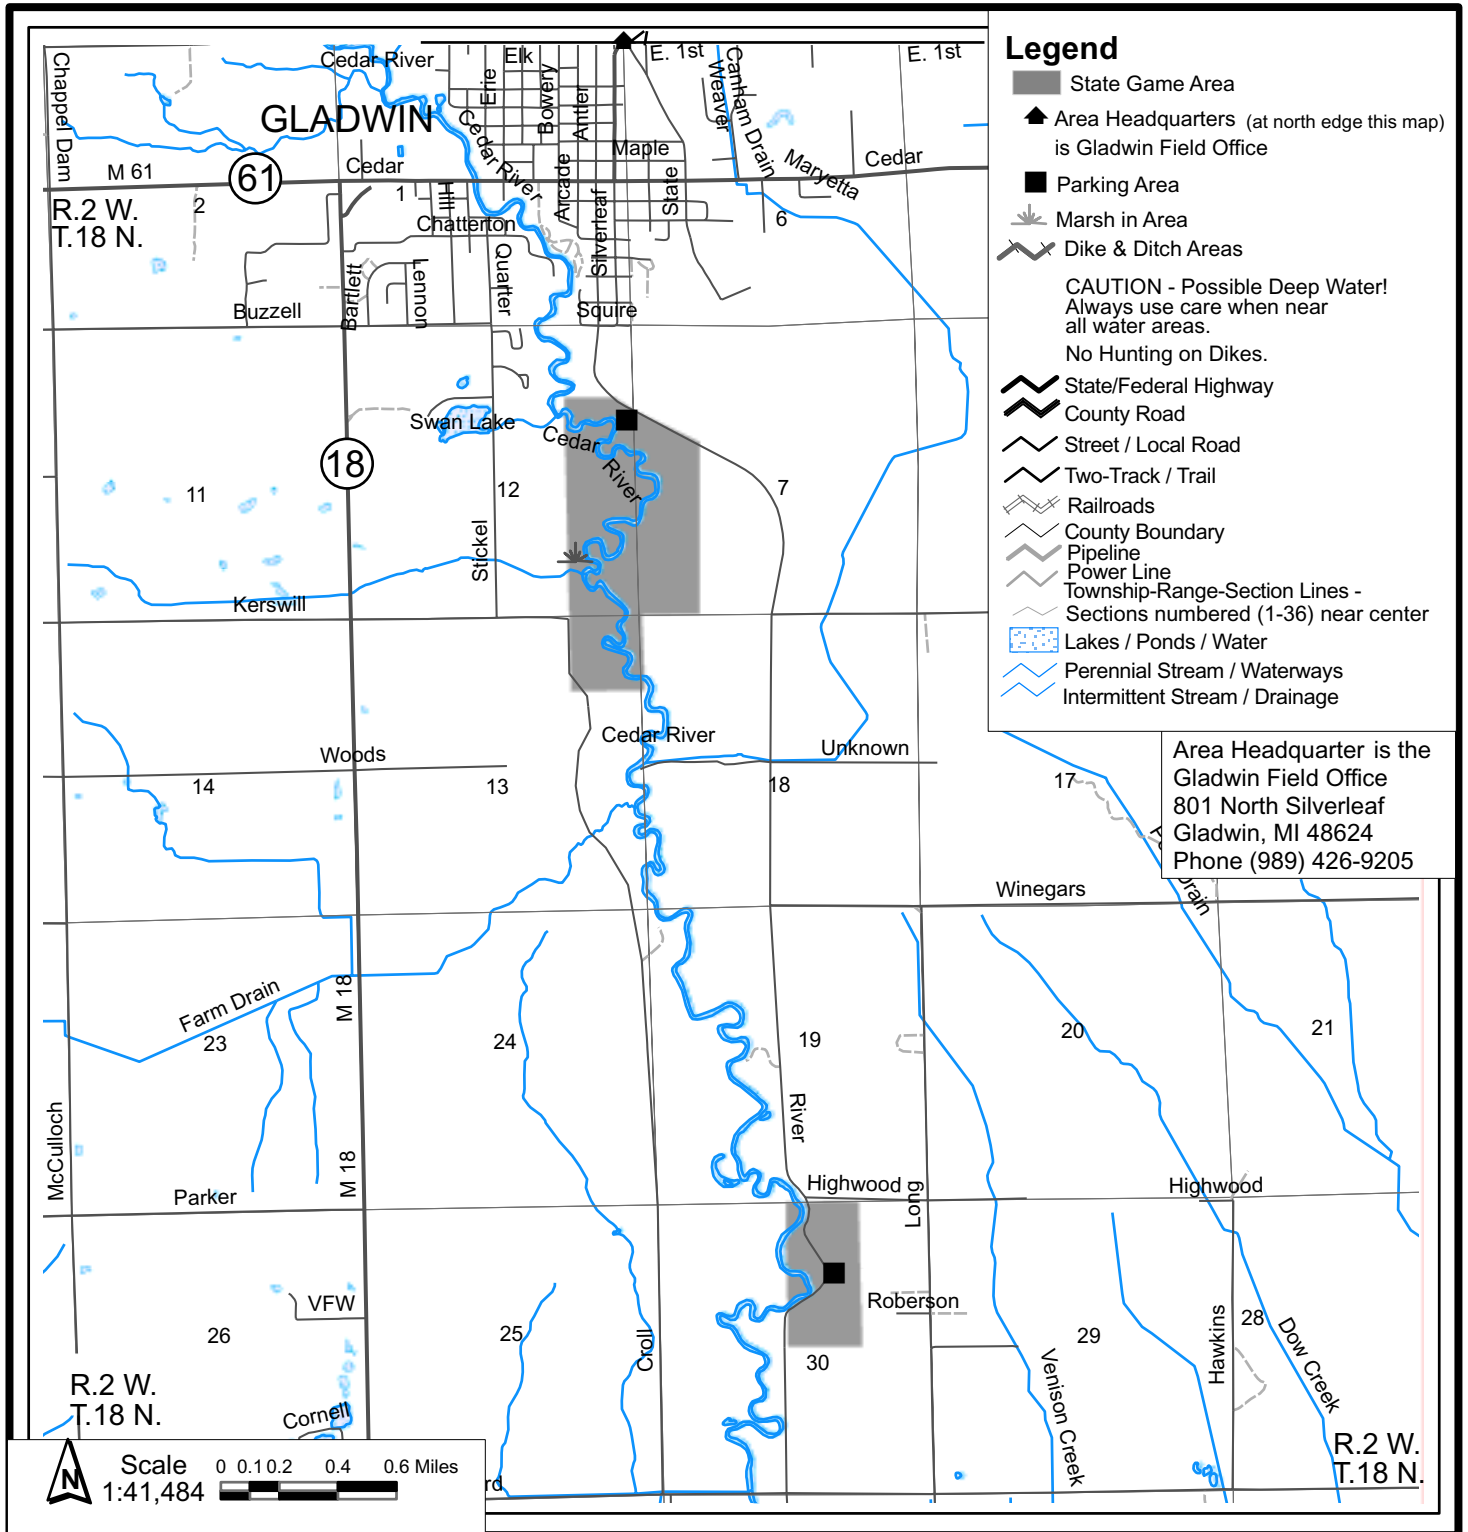 Legend
State Game Area
Area Headquarters (at north edge this map)
is Gladwin Field Office
Parking Area
Marsh in Area
Dike & Ditch Areas
CAUTION - Possible Deep Water!
Always use care when near
all water areas.
No Hunting on Dikes.
State/Federal Highway
County Road
Street / Local Road
Two-Track / Trail
Railroads
County Boundary
Pipeline
Power Line
Township-Range-Section Lines -
Sections numbered (1-36) near center
Lakes / Ponds / Water
Perennial Stream / Waterways
Intermittent Stream / Drainage
Area Headquarter is the
Gladwin Field Office
801 North Silverleaf
Gladwin, MI 48624
Phone (989) 426-9205
Cedar River
Elk
E. 1st
E. 1st
Chappel Dam
Erie
Bowery
Antler
Weaver
Canham Drain
GLADWIN
Cedar River
Maple
Maryetta
Cedar
M 61
61
Cedar
Arcade
State
R.2 W.
T.18 N.
2
1
Hill
Chatterton
Silverleaf
6
Quarter
Lennon
Bartlett
Buzzell
Squire
Swan Lake
Cedar
River
18
11
12
7
Stickel
Kerswill
Cedar River
Unknown
Woods
14
13
18
17
Drain
Winegars
M 18
Farm Drain
23
24
19
20
21
McCulloch
River
M 18
Parker
Highwood
Highwood
Long
VFW
Roberson
26
25
Croll
30
29
Hawkins
28
Dow Creek
Venison Creek
R.2 W.
T.18 N.
Cornell
R.2 W.
T.18 N.
N
Scale
1:41,484
0 0.1 0.2 0.4 0.6 Miles
rd